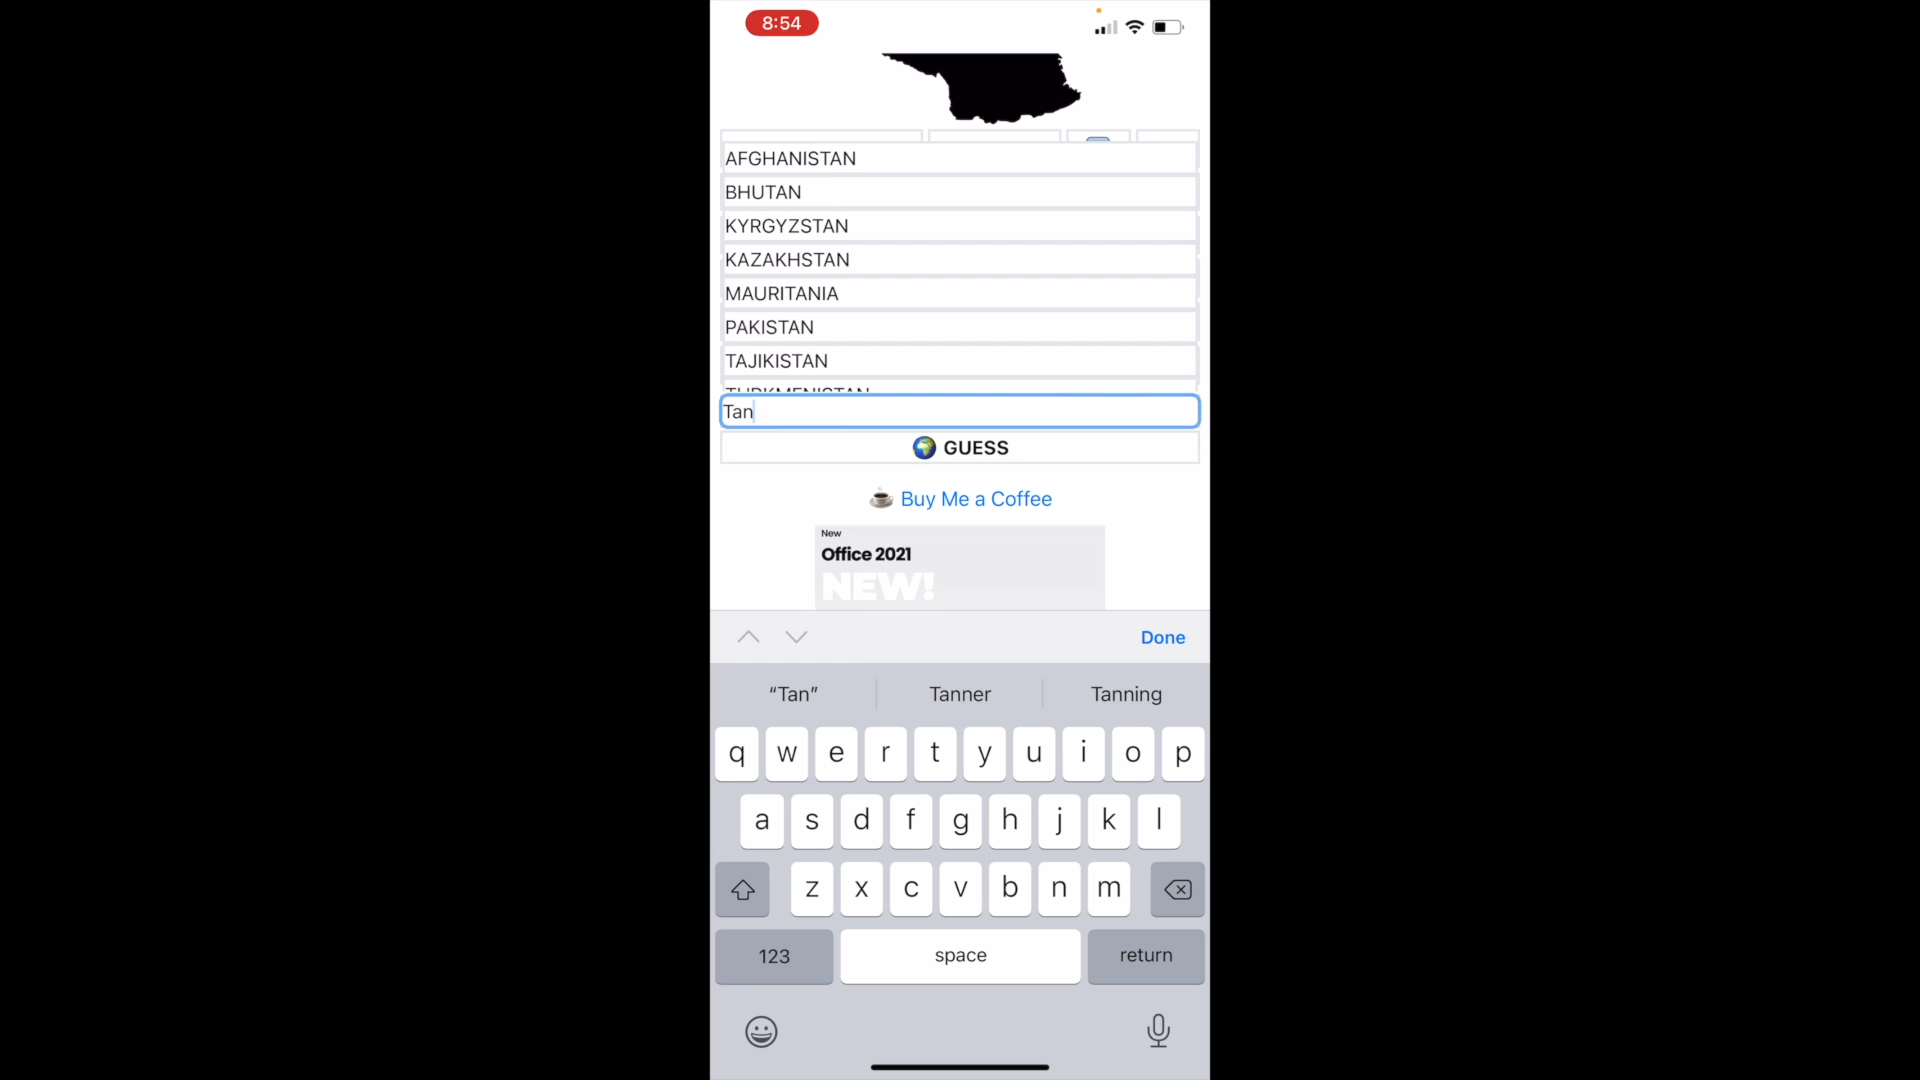 8:54
AFGHANISTAN
BHUTAN
KYRGYZSTAN
KAZAKHSTAN
MAURITANIA
PAKISTAN
TAJIKISTAN
TURKMENISTAN
Tan
GUESS
Buy Me a Coffee
New
Office 2021
NEW!
Done
“Tan” Tanner Tanning
q w e r t y u i o p
a s d f g h j k l
z x c v b n m
123 space return